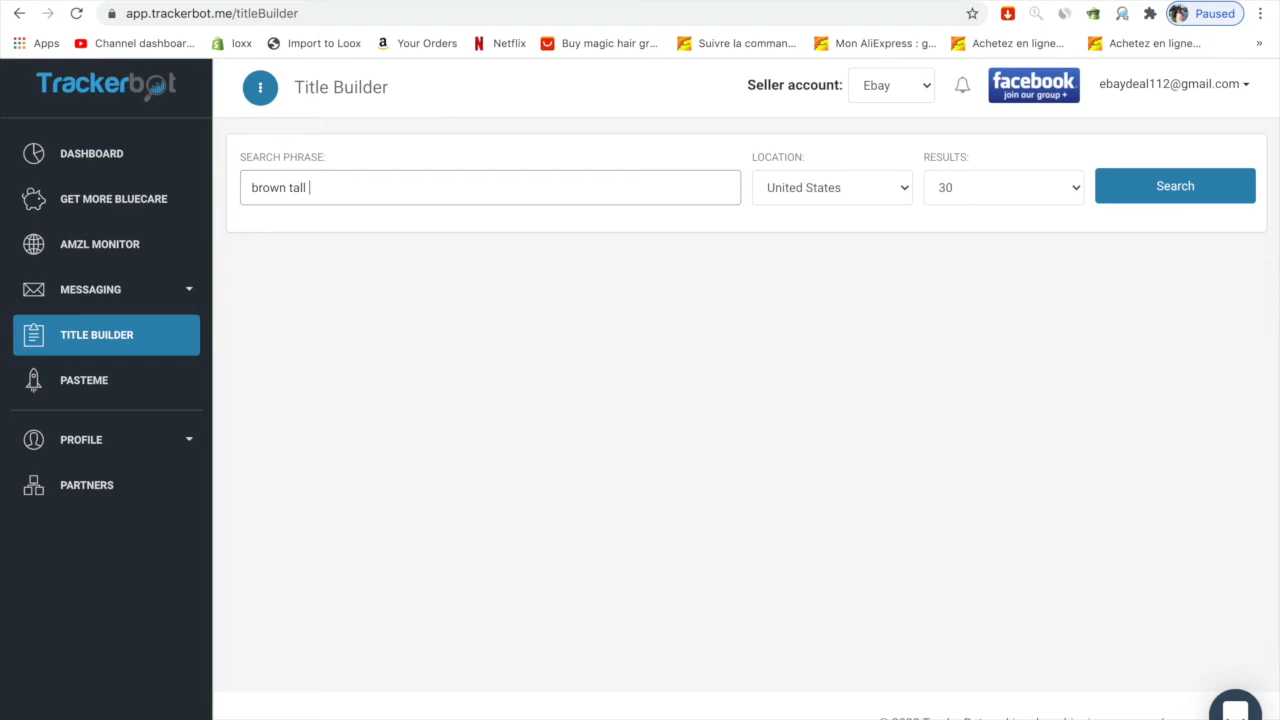 app.trackerbot.me/titleBuilder
Paused
Apps
Channel dashboar...
loxx
Import to Loox
Your Orders
Netflix
Buy magic hair gr...
Suivre la comman...
Mon AliExpress : g...
Achetez en ligne...
Achetez en ligne...
»
Trackerbot
Title Builder
Seller account:
Ebay
facebook
join our group +
ebaydeal112@gmail.com
DASHBOARD
GET MORE BLUECARE
AMZL MONITOR
MESSAGING
TITLE BUILDER
PASTEME
PROFILE
PARTNERS
SEARCH PHRASE:
LOCATION:
RESULTS:
brown tall
United States
30
Search